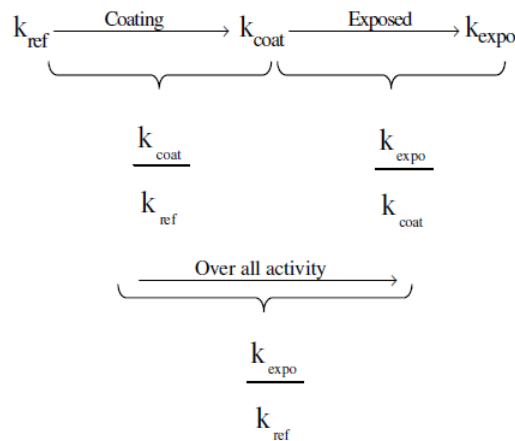 k_ref Coating k_coat Exposed k_expo
k_coat k_expo
k_ref k_coat
Over all activity
k_expo
k_ref